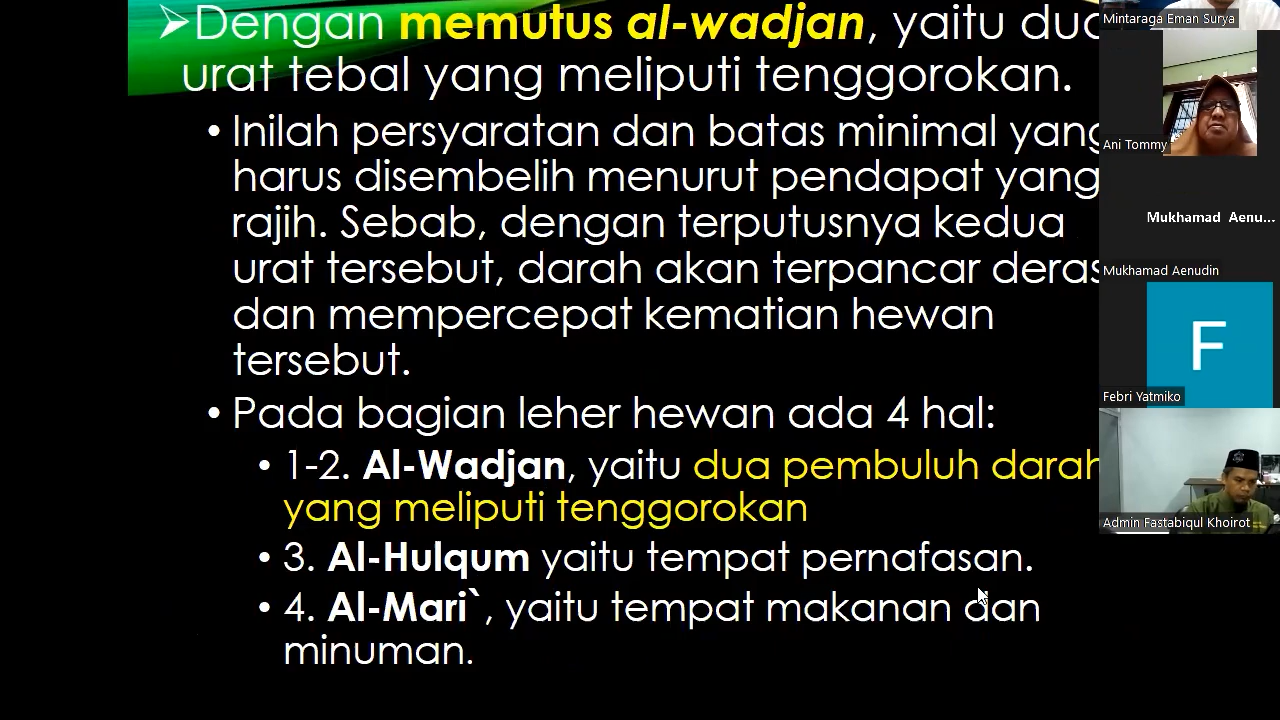 ➢Dengan memutus al-wadjan, yaitu dua
urat tebal yang meliputi tenggorokan.
• Inilah persyaratan dan batas minimal yang
harus disembelih menurut pendapat yang
rajih. Sebab, dengan terputusnya kedua
urat tersebut, darah akan terpancar deras
dan mempercepat kematian hewan
tersebut.
• Pada bagian leher hewan ada 4 hal:
• 1-2. Al-Wadjan, yaitu dua pembuluh darah
yang meliputi tenggorokan
• 3. Al-Hulqum yaitu tempat pernafasan.
• 4. Al-Mari`, yaitu tempat makanan dan
minuman.
Mintaraga Eman Surya
Ani Tommy
Mukhamad Aenu...
Mukhamad Aenudin
F
Febri Yatmiko
Admin Fastabiqul Khoirot